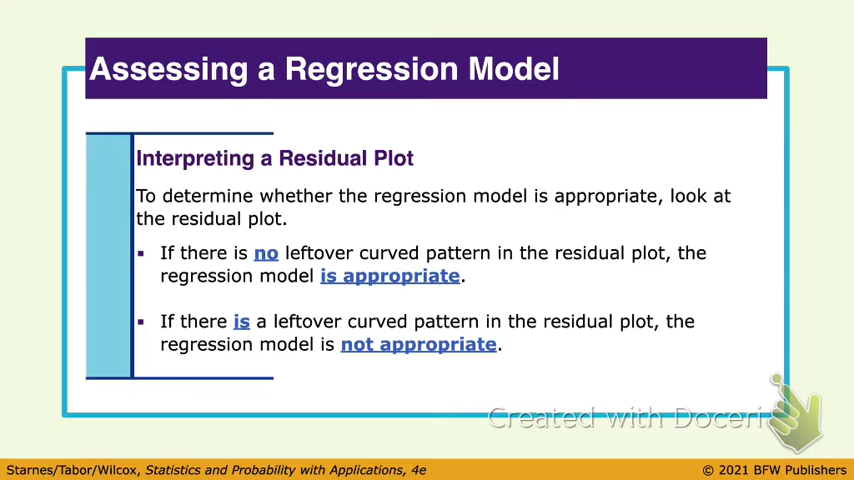 Assessing a Regression Model
Interpreting a Residual Plot
To determine whether the regression model is appropriate, look at
the residual plot.
▪ If there is no leftover curved pattern in the residual plot, the
regression model is appropriate.
▪ If there is a leftover curved pattern in the residual plot, the
regression model is not appropriate.
Created with Doceri
Starnes/Tabor/Wilcox, Statistics and Probability with Applications, 4e
© 2021 BFW Publishers